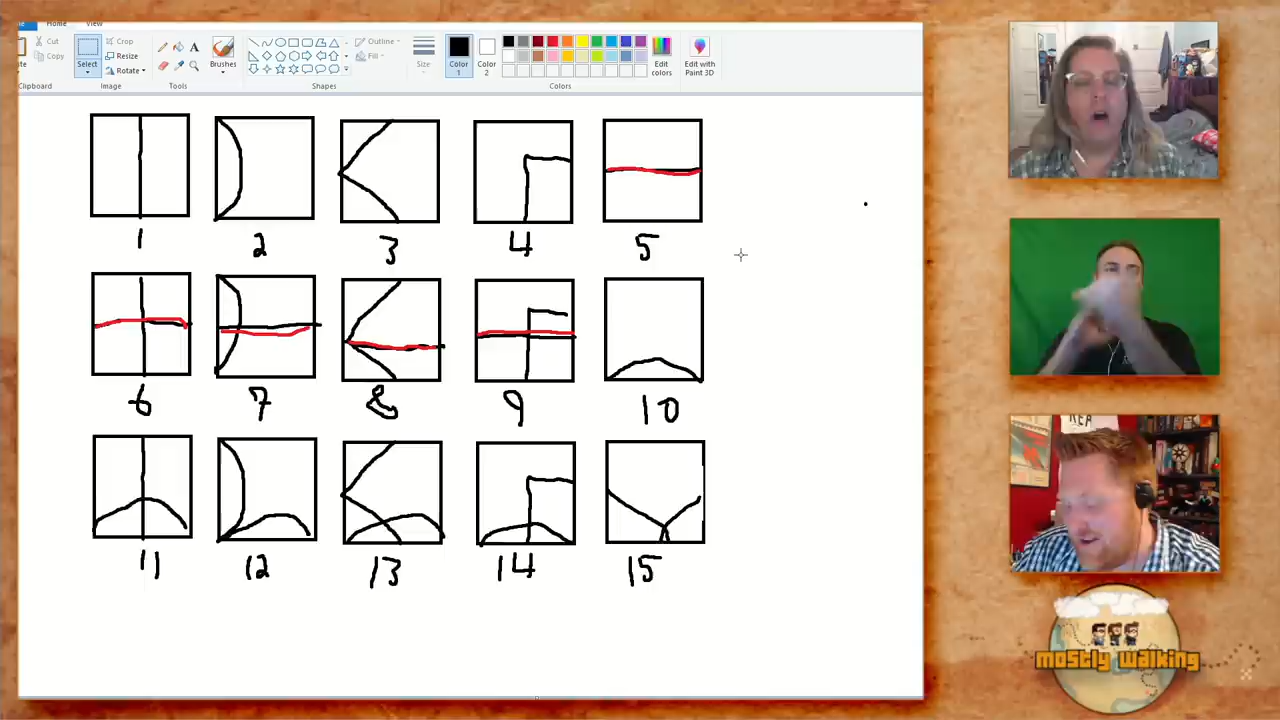 Home View
Cut
Copy
Select
Crop
Resize
Rotate
A
Brushes
Outline
Fill
Size
Color 1
Color 2
Edit colors
Edit with Paint 3D
Clipboard
Image
Tools
Shapes
Colors
1 2 3 4 5
6 7 8 9 10
11 12 13 14 15
mostly walking